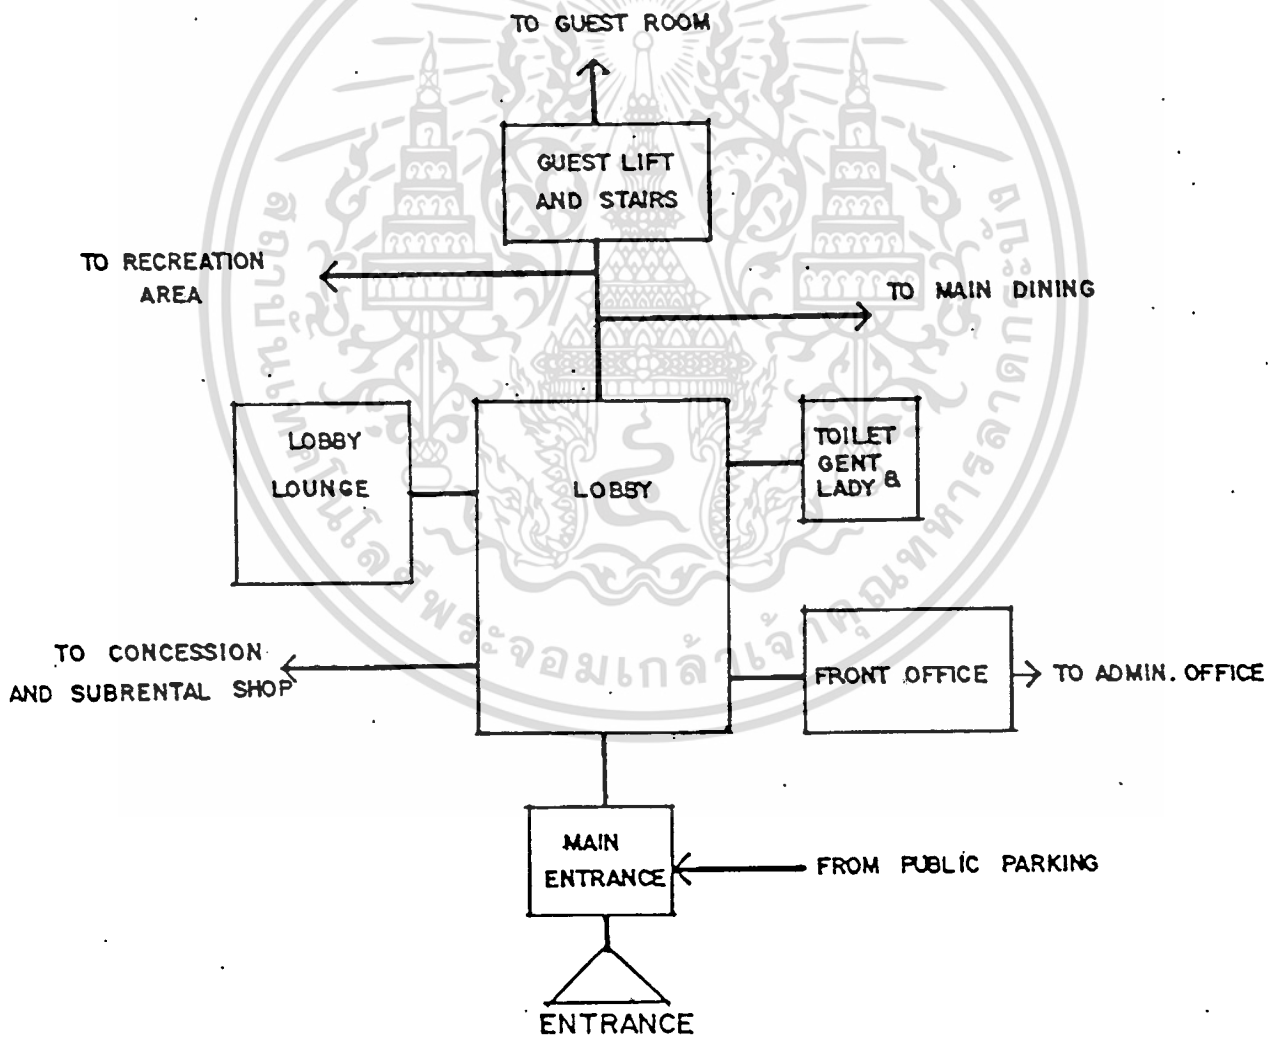 TO GUEST ROOM
GUEST LIFT
AND STAIRS
TO RECREATION
AREA
TO MAIN DINING
LOBBY
LOUNGE
LOBBY
TOILET
GENT &
LADY
TO CONCESSION
AND SUBRENTAL SHOP
FRONT OFFICE
TO ADMIN. OFFICE
MAIN
ENTRANCE
FROM PUBLIC PARKING
ENTRANCE